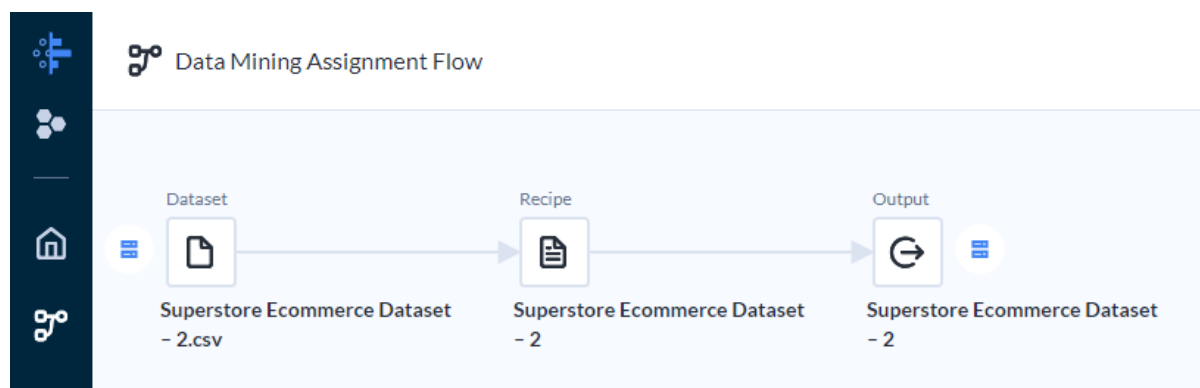 Data Mining Assignment Flow
Dataset
Recipe
Output
Superstore Ecommerce Dataset
– 2.csv
Superstore Ecommerce Dataset
– 2
Superstore Ecommerce Dataset
– 2